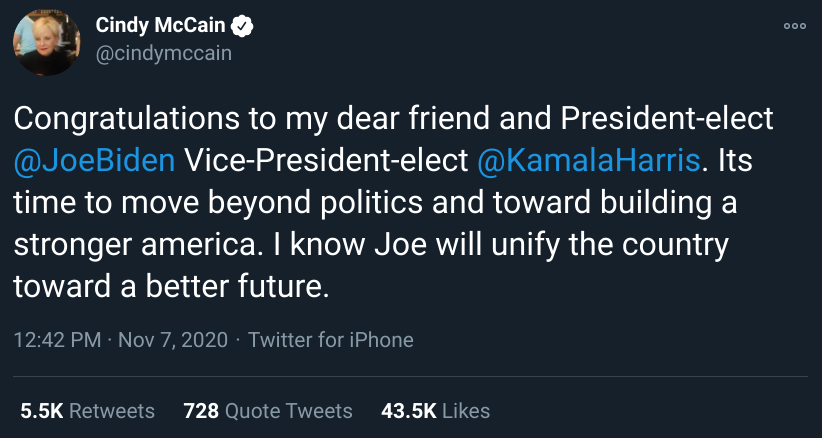 Cindy McCain
@cindymccain
Congratulations to my dear friend and President-elect
@JoeBiden Vice-President-elect @KamalaHarris. Its
time to move beyond politics and toward building a
stronger america. I know Joe will unify the country
toward a better future.
12:42 PM · Nov 7, 2020 · Twitter for iPhone
5.5K Retweets 728 Quote Tweets 43.5K Likes